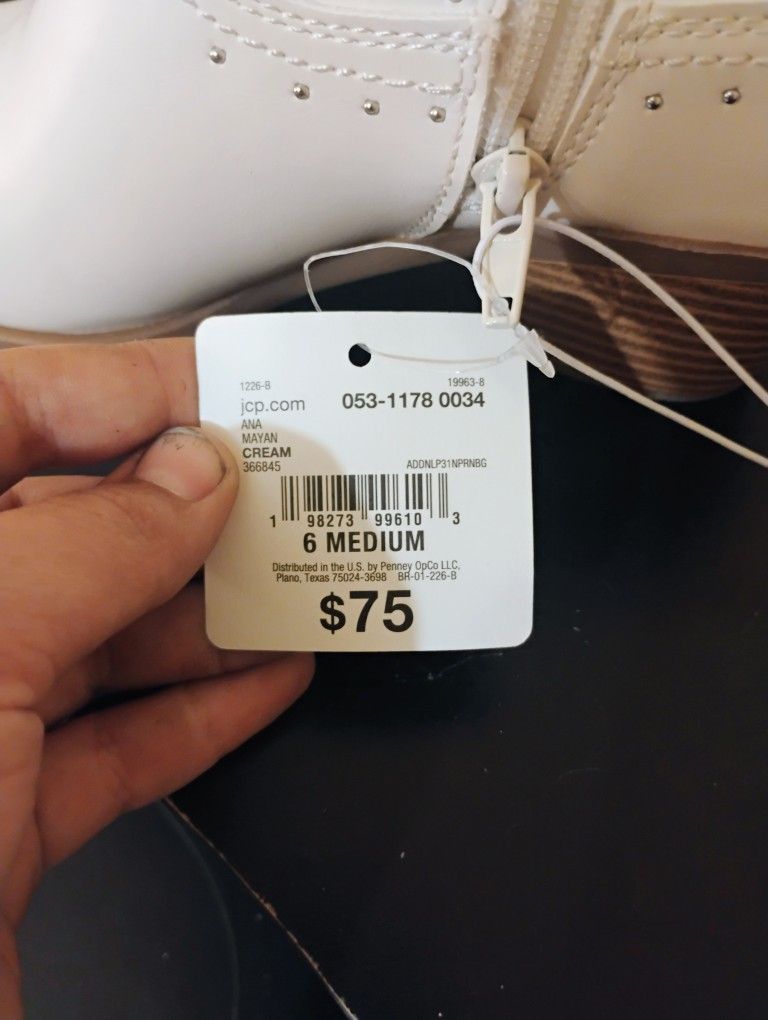 1226-B 19963-8
jcp.com 053-1178 0034
ANA
MAYAN
CREAM
366845 ADDNLP31NPRNBG
1 98273 99610 3
6 MEDIUM
Distributed in the U.S. by Penney OpCo LLC,
Plano, Texas 75024-3698 BR-01-226-B
$75